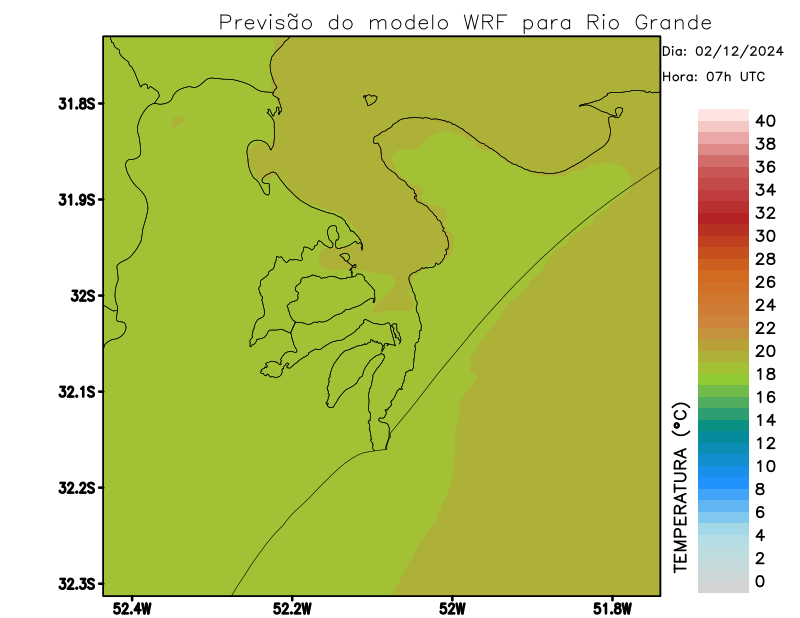 Previsão do modelo WRF para Rio Grande
Dia: 02/12/2024
Hora: 07h UTC
31.8S
31.9S
32S
32.1S
32.2S
32.3S
52.4W
52.2W
52W
51.8W
TEMPERATURA (ºC)
40
38
36
34
32
30
28
26
24
22
20
18
16
14
12
10
8
6
4
2
0